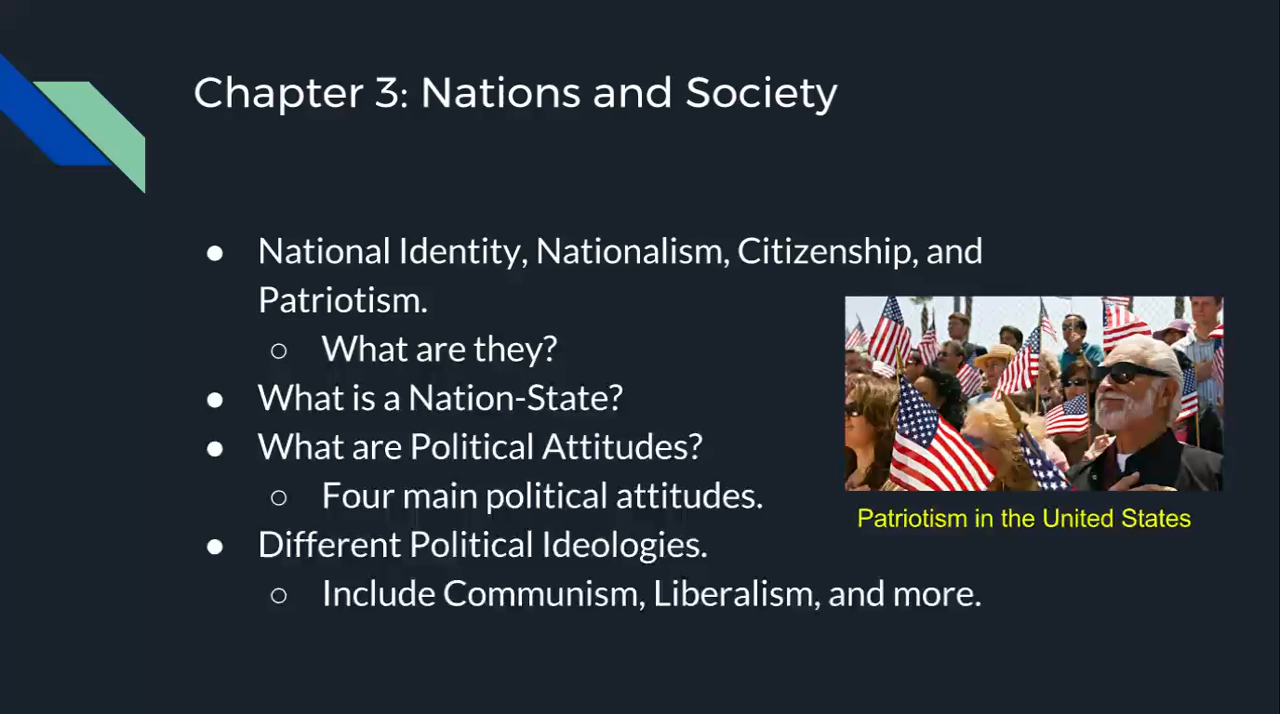 Chapter 3: Nations and Society
● National Identity, Nationalism, Citizenship, and
Patriotism.
○ What are they?
● What is a Nation-State?
● What are Political Attitudes?
○ Four main political attitudes.
● Different Political Ideologies.
○ Include Communism, Liberalism, and more.
Patriotism in the United States